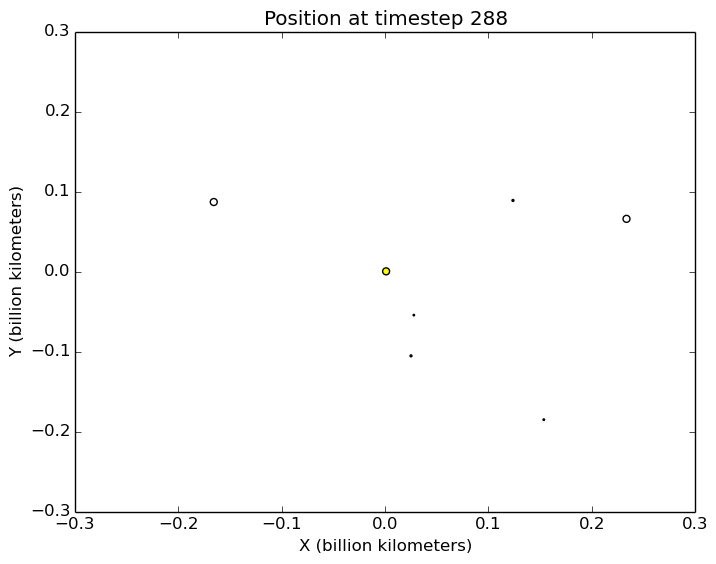 Position at timestep 288
0.3
0.2
0.1
0.0
−0.1
−0.2
−0.3
Y (billion kilometers)
−0.3 −0.2 −0.1 0.0 0.1 0.2 0.3
X (billion kilometers)